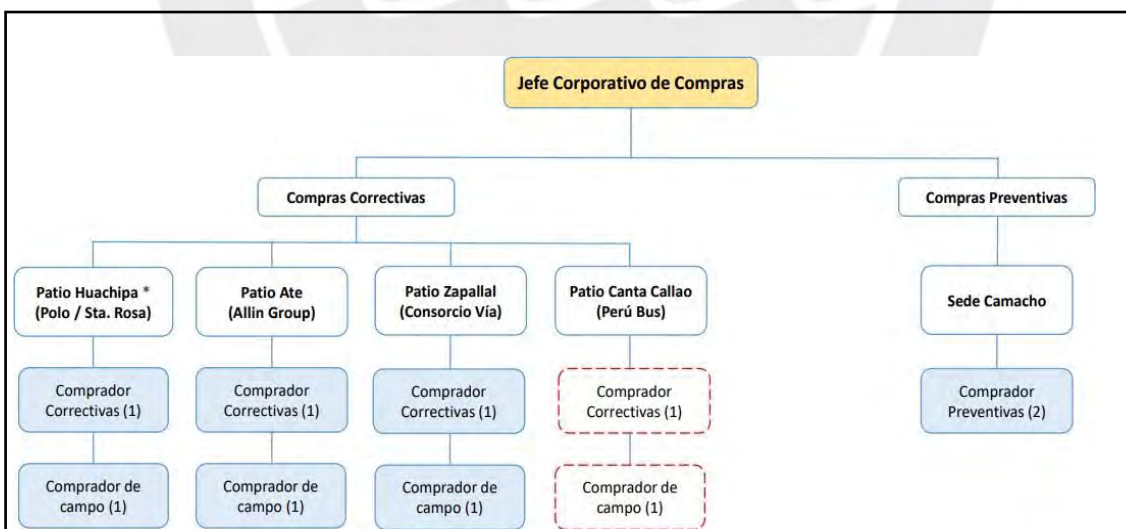 Jefe Corporativo de Compras
Compras Correctivas
Compras Preventivas
Patio Huachipa *
(Polo / Sta. Rosa)
Patio Ate
(Allin Group)
Patio Zapallal
(Consorcio Vía)
Patio Canta Callao
(Perú Bus)
Sede Camacho
Comprador
Correctivas (1)
Comprador
Correctivas (1)
Comprador
Correctivas (1)
Comprador
Correctivas (1)
Comprador
Preventivas (2)
Comprador de
campo (1)
Comprador de
campo (1)
Comprador de
campo (1)
Comprador de
campo (1)